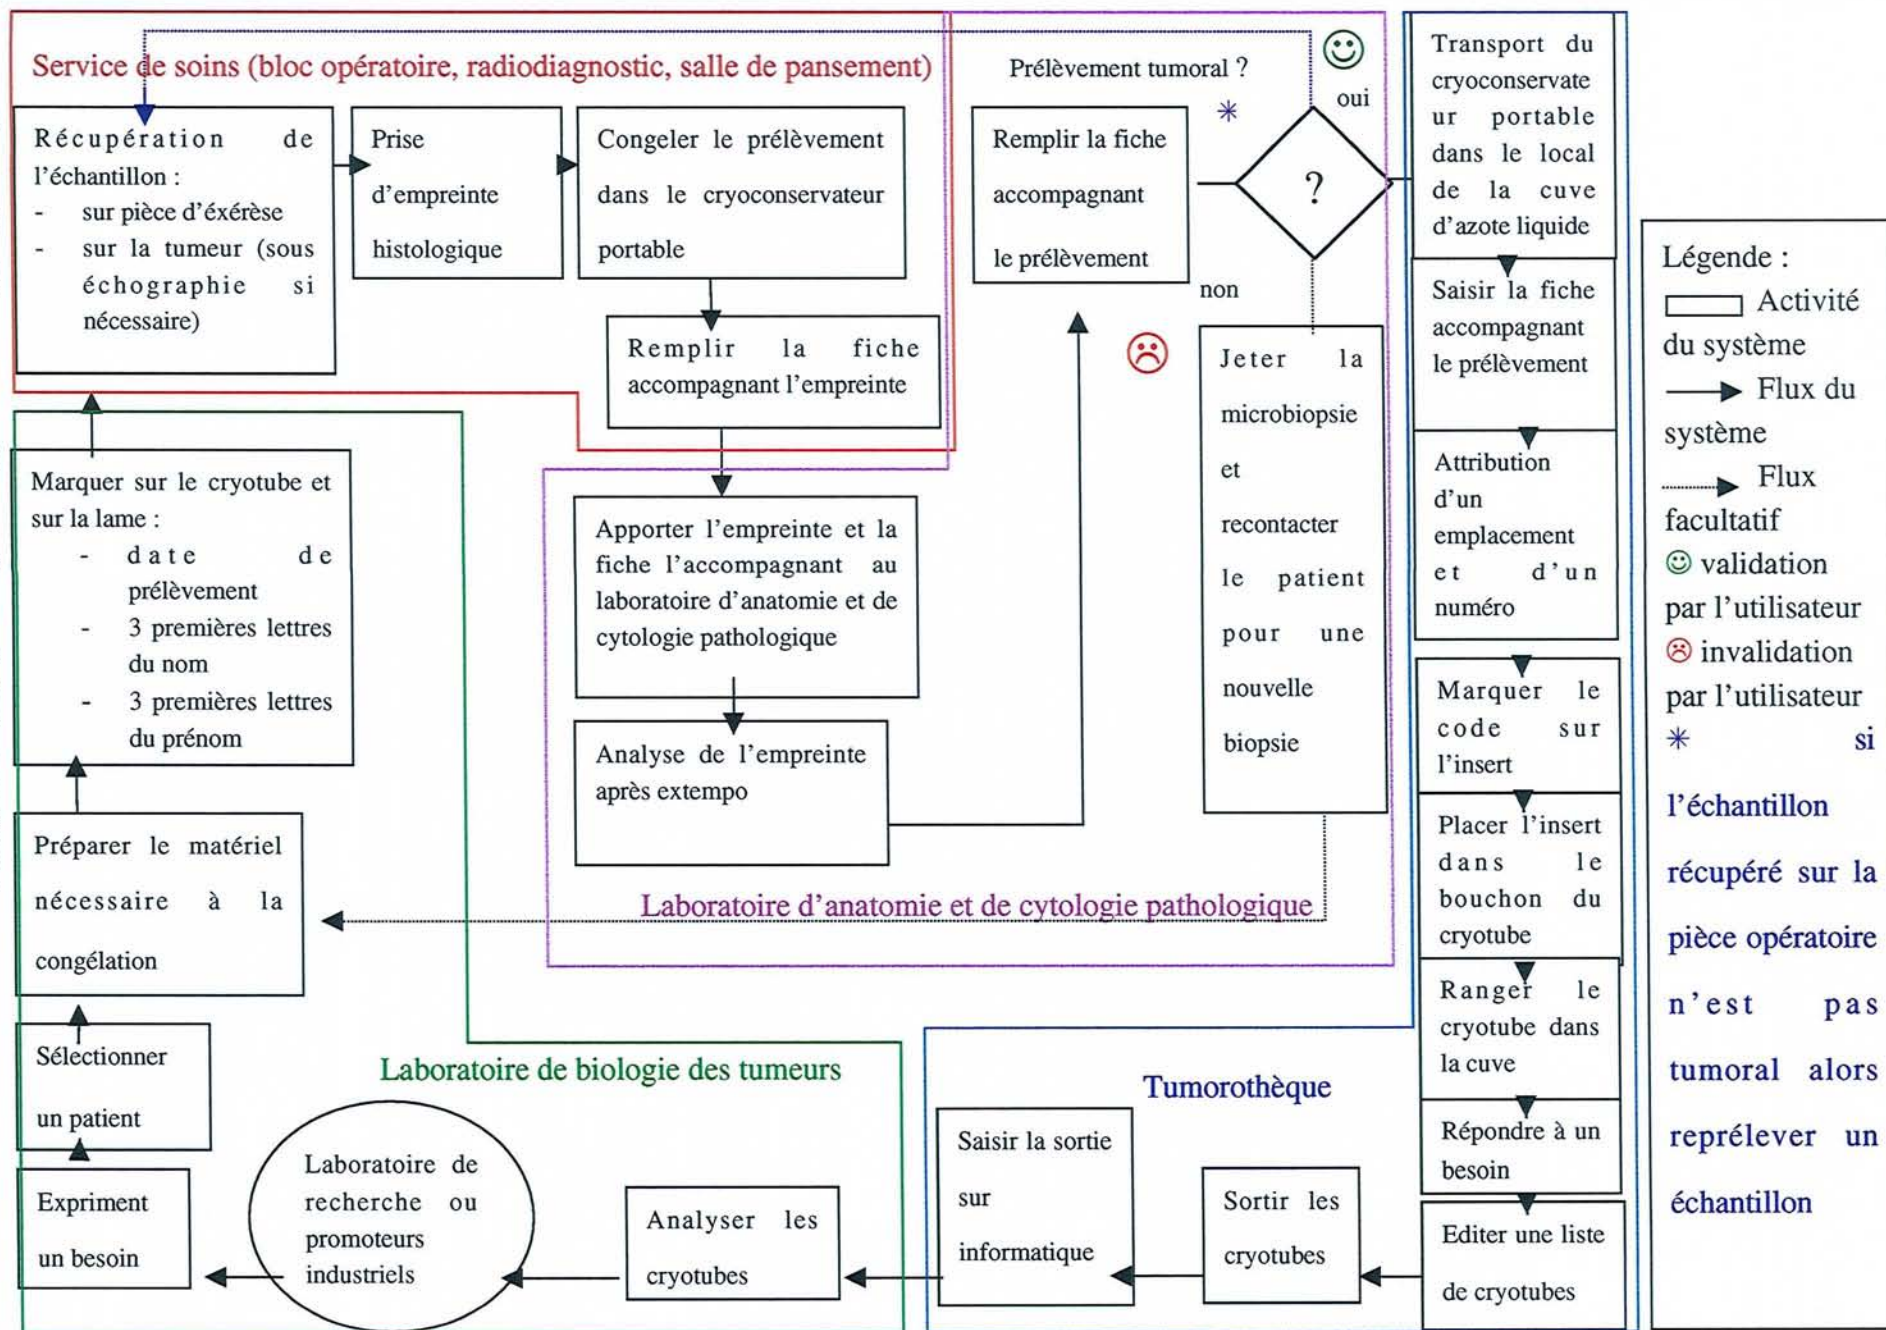 Service de soins (bloc opératoire, radiodiagnostic, salle de pansement)
Récupération de
l'échantillon :
- sur pièce d'éxérèse
- sur la tumeur (sous
échographie si
nécessaire)
Prise
d'empreinte
histologique
Congeler le prélèvement
dans le cryoconservateur
portable
Remplir la fiche
accompagnant l'empreinte
Prélèvement tumoral ?
*
oui
Remplir la fiche
accompagnant
le prélèvement
?
non
Jeter la
microbiopsie
et
recontacter
le patient
pour une
nouvelle
biopsie
Apporter l'empreinte et la
fiche l'accompagnant au
laboratoire d'anatomie et de
cytologie pathologique
Analyse de l'empreinte
après extempo
Laboratoire d'anatomie et de cytologie pathologique
Marquer sur le cryotube et
sur la lame :
- date de
prélèvement
- 3 premières lettres
du nom
- 3 premières lettres
du prénom
Préparer le matériel
nécessaire à la
congélation
Sélectionner
un patient
Expriment
un besoin
Laboratoire de biologie des tumeurs
Laboratoire de
recherche ou
promoteurs
industriels
Analyser les
cryotubes
Tumorothèque
Saisir la sortie
sur
informatique
Sortir les
cryotubes
Transport du
cryoconservate
ur portable
dans le local
de la cuve
d'azote liquide
Saisir la fiche
accompagnant
le prélèvement
Attribution
d'un
emplacement
et d'un
numéro
Marquer le
code sur
l'insert
Placer l'insert
dans le
bouchon du
cryotube
Ranger le
cryotube dans
la cuve
Répondre à un
besoin
Editer une liste
de cryotubes
Légende :
Activité
du système
Flux du
système
Flux
facultatif
☺ validation
par l'utilisateur
☹ invalidation
par l'utilisateur
* si
l'échantillon
récupéré sur la
pièce opératoire
n'est pas
tumoral alors
reprélever un
échantillon